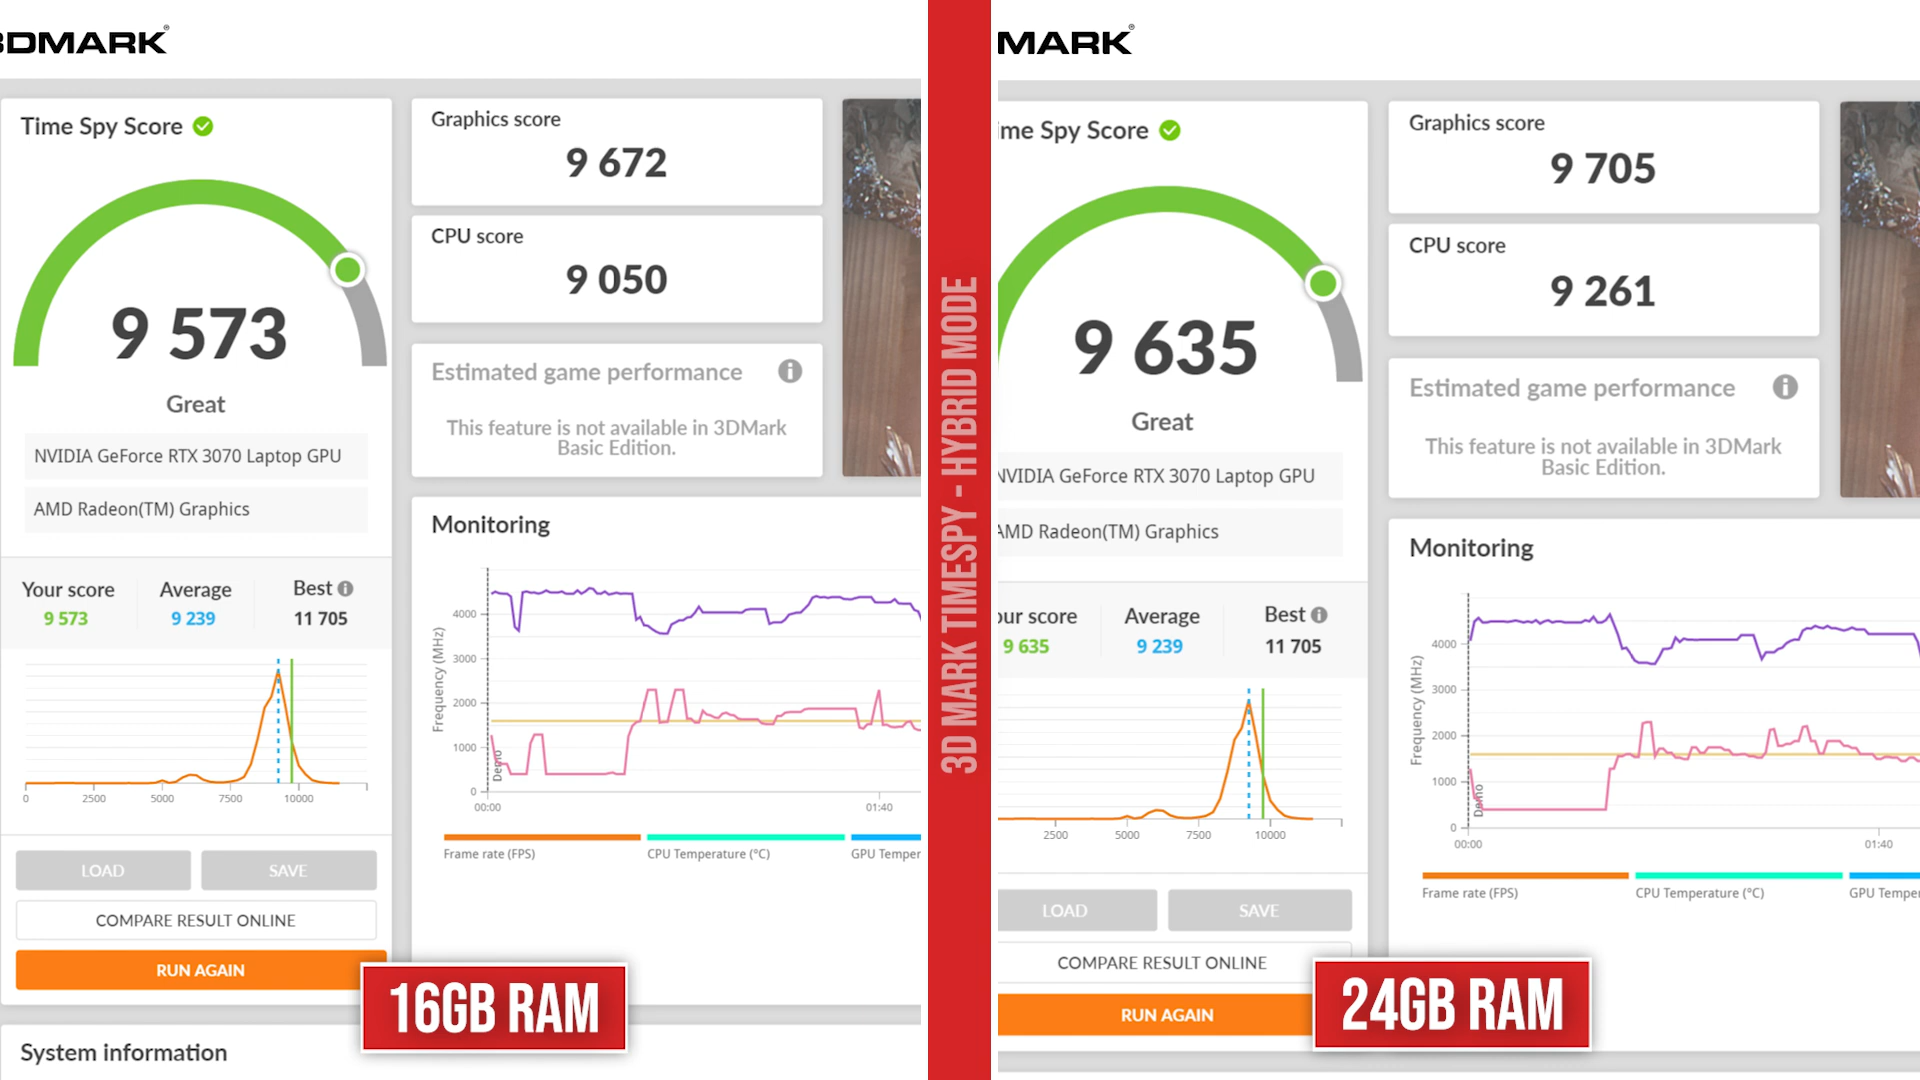 3DMARK®
Time Spy Score
9 573
Great
NVIDIA GeForce RTX 3070 Laptop GPU
AMD Radeon(TM) Graphics
Your score
Average
Best
9 573
9 239
11 705
0
2500
5000
7500
10000
LOAD
SAVE
COMPARE RESULT ONLINE
RUN AGAIN
System information
Graphics score
9 672
CPU score
9 050
Estimated game performance
This feature is not available in 3DMark
Basic Edition.
Monitoring
Frequency (MHz)
4000
3000
2000
1000
0
Demo
00:00
01:40
Frame rate (FPS)
CPU Temperature (°C)
GPU Temper
16GB RAM
3D MARK TIMESPY - HYBRID MODE
MARK®
ime Spy Score
9 635
Great
NVIDIA GeForce RTX 3070 Laptop GPU
AMD Radeon(TM) Graphics
our score
Average
Best
9 635
9 239
11 705
2500
5000
7500
10000
LOAD
SAVE
COMPARE RESULT ONLINE
RUN AGAIN
Graphics score
9 705
CPU score
9 261
Estimated game performance
This feature is not available in 3DMark
Basic Edition.
Monitoring
Frequency (MHz)
4000
3000
2000
1000
0
Demo
00:00
01:40
Frame rate (FPS)
CPU Temperature (°C)
GPU Temper
24GB RAM